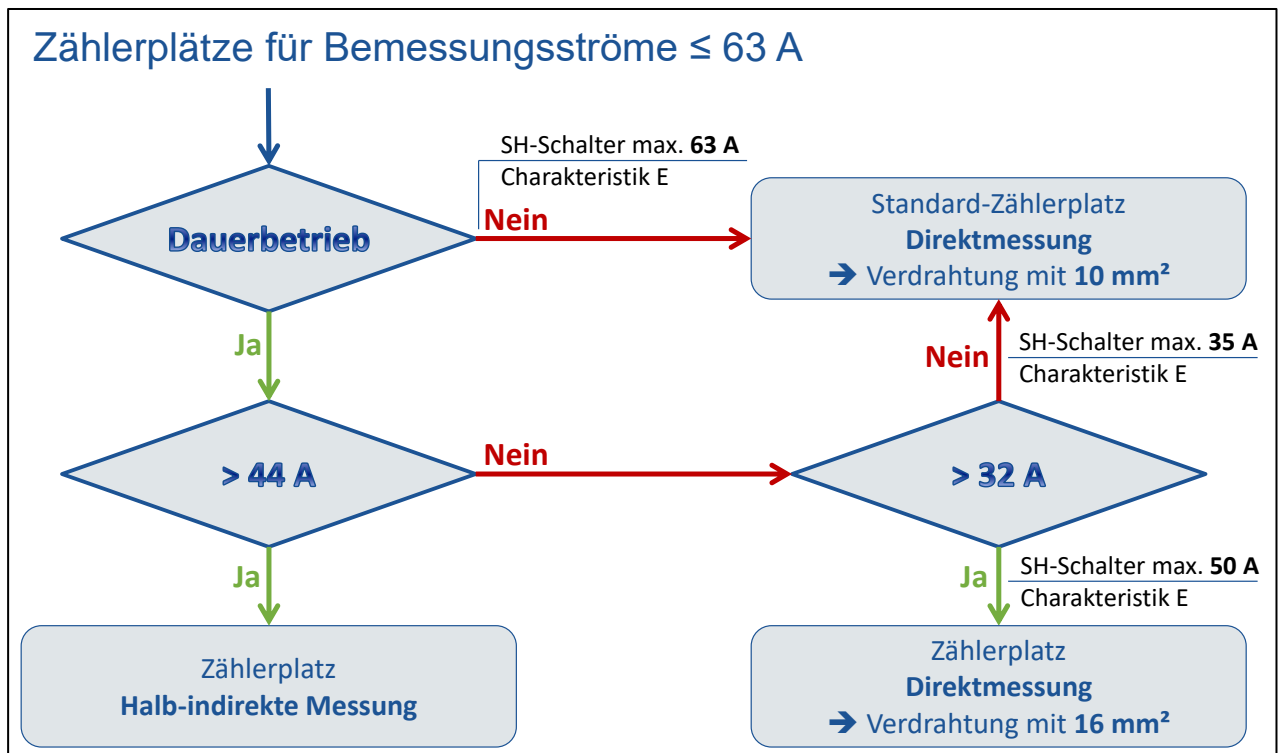 Zählerplätze für Bemessungsströme ≤ 63 A
SH-Schalter max. 63 A
Charakteristik E
Dauerbetrieb
Nein
Standard-Zählerplatz
Direktmessung
➔ Verdrahtung mit 10 mm²
Ja
Nein
SH-Schalter max. 35 A
Charakteristik E
> 44 A
Nein
> 32 A
Ja
Ja
SH-Schalter max. 50 A
Charakteristik E
Zählerplatz
Halb-indirekte Messung
Zählerplatz
Direktmessung
➔ Verdrahtung mit 16 mm²